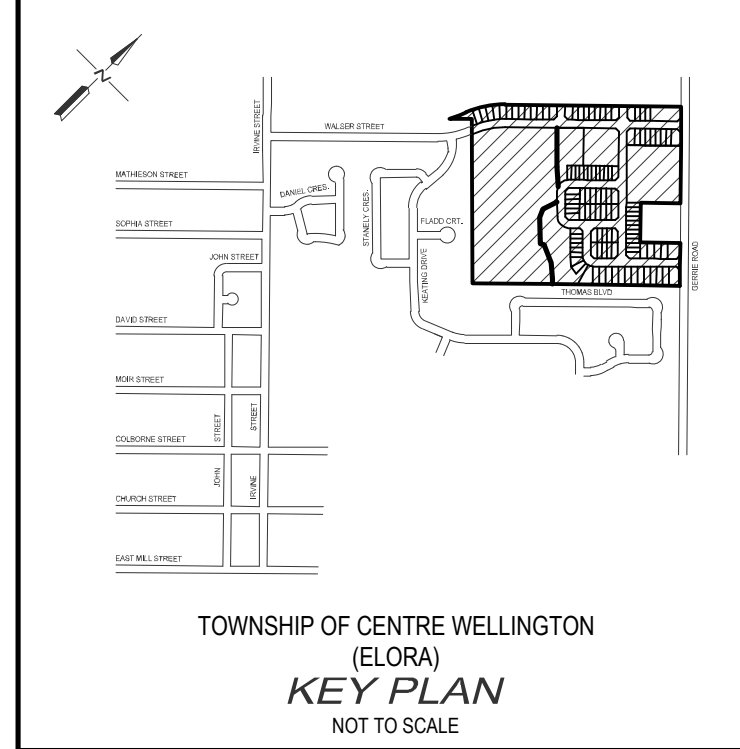 N
IRVINE STREET
WALSER STREET
MATHIESON STREET
DANIEL CRES.
STANELY CRES.
SOPHIA STREET
FLADD CRT.
JOHN STREET
KEATING DRIVE
GERRIE ROAD
THOMAS BLVD
DAVID STREET
MOIR STREET
COLBORNE STREET
JOHN STREET
IRVINE STREET
CHURCH STREET
EAST MILL STREET
TOWNSHIP OF CENTRE WELLINGTON
(ELORA)
KEY PLAN
NOT TO SCALE